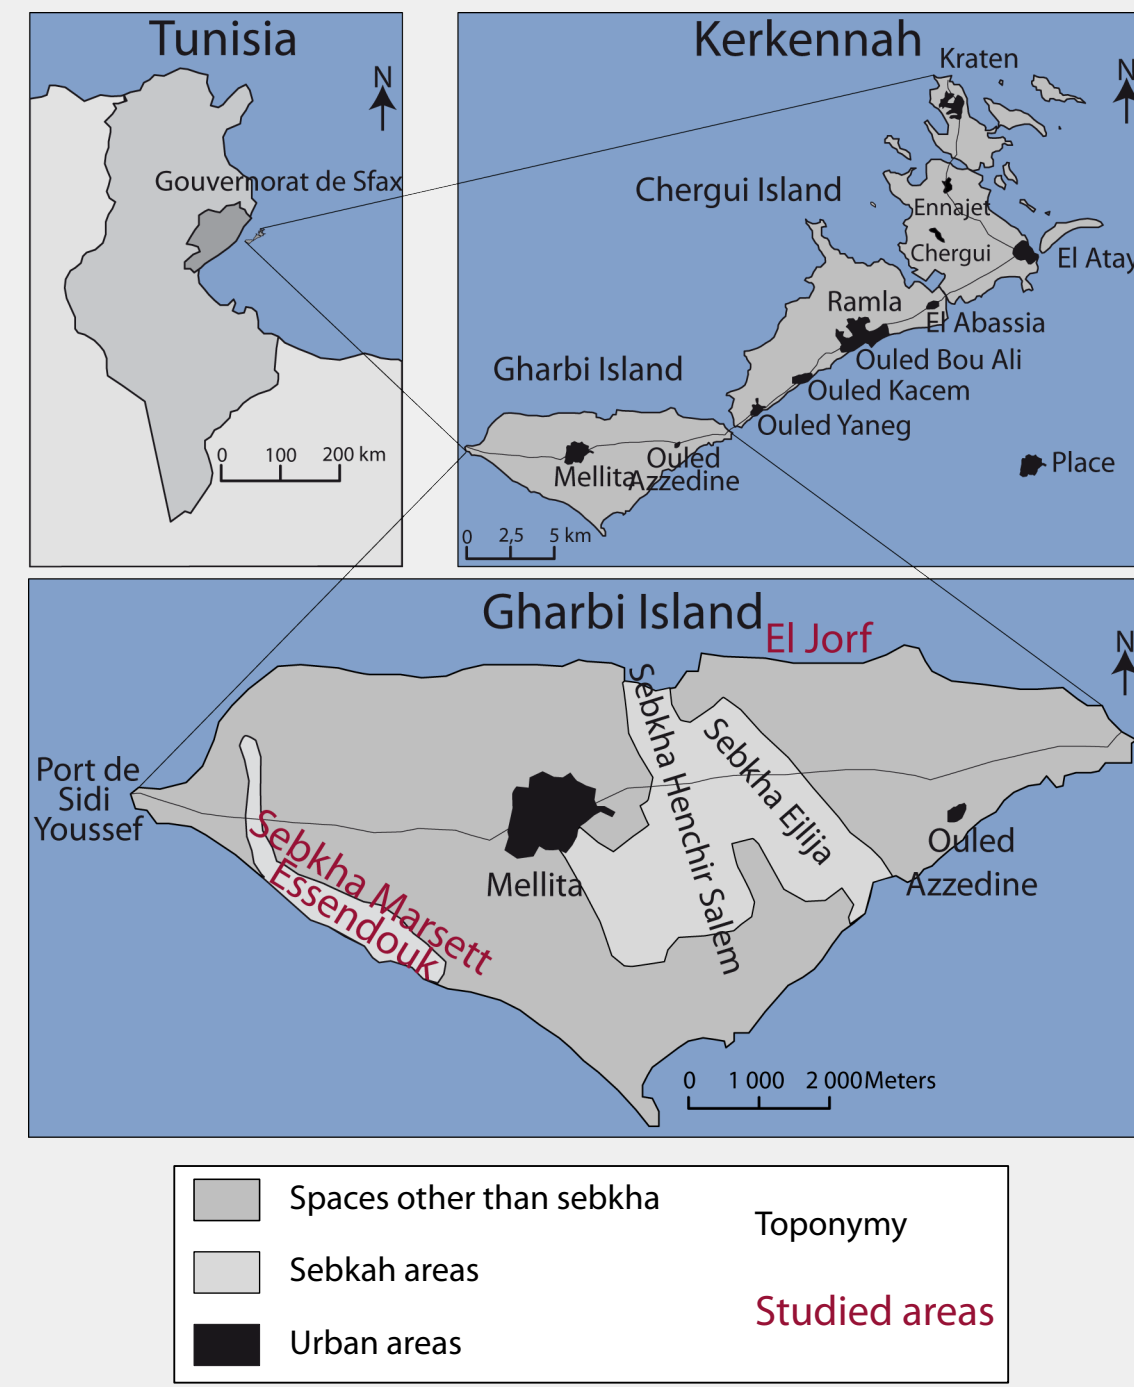 Tunisia
N
Gouvernorat de Sfax
0 100 200 km
Kerkennah
Kraten
N
Chergui Island
Ennajet
Chergui
El Atay
Ramla
El Abassia
Ouled Bou Ali
Gharbi Island
Ouled Kacem
Ouled Yaneg
Mellita
Ouled
Azzedine
Place
0 2,5 5 km
Gharbi Island
El Jorf
N
Sebkha Henchir Salem
Sebkha Ejlija
Port de
Sidi
Youssef
Sebkha Marsett
Essendouk
Mellita
Ouled
Azzedine
0 1 000 2 000Meters
Spaces other than sebkha
Sebkah areas
Urban areas
Toponymy
Studied areas